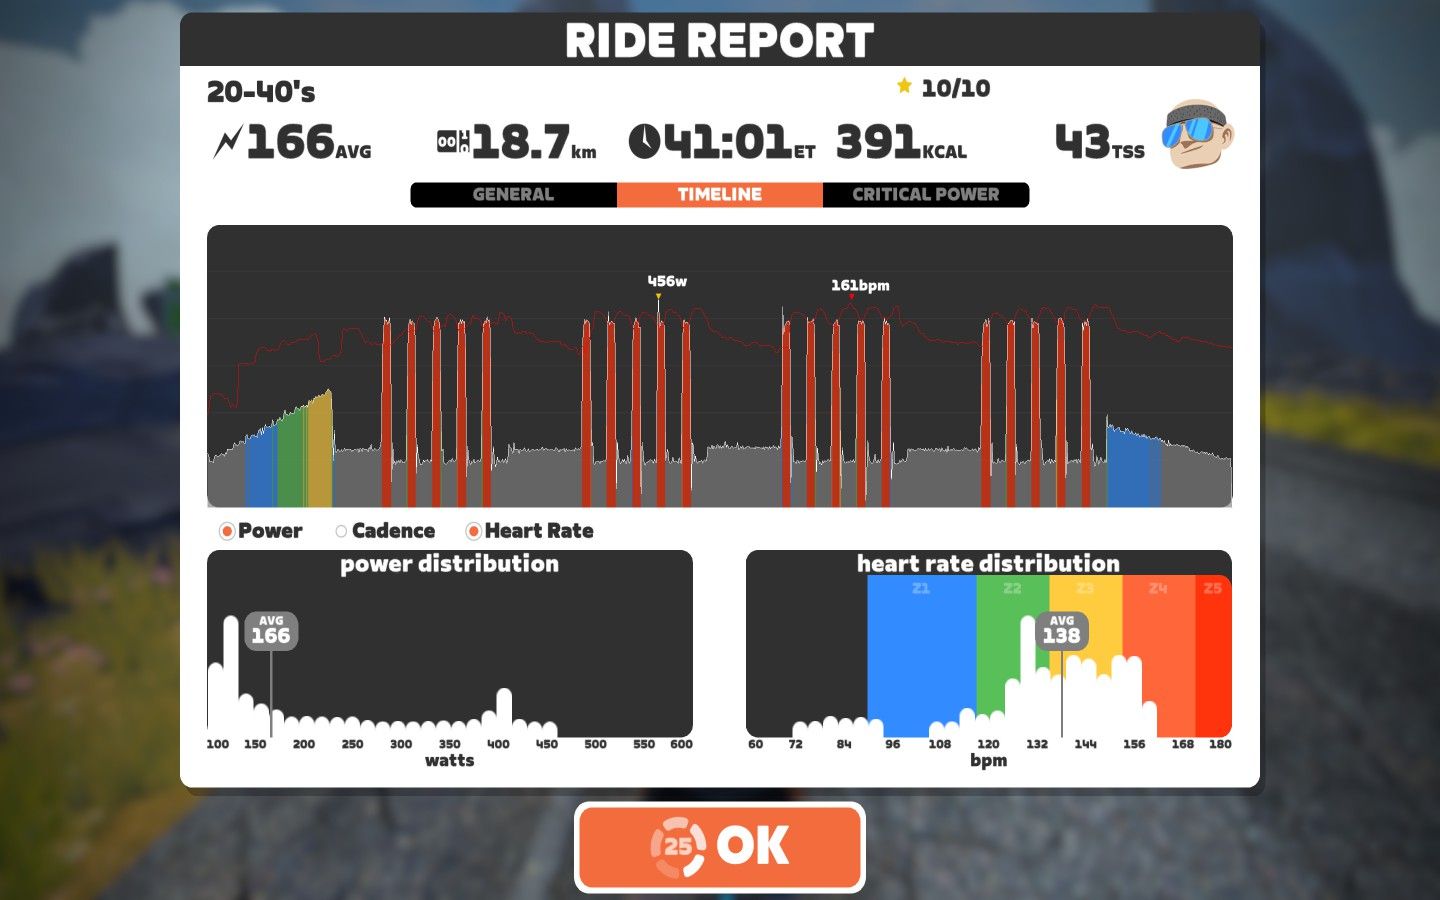 RIDE REPORT
20-40's
10/10
166AVG
18.7km
41:01ET
391KCAL
43TSS
GENERAL
TIMELINE
CRITICAL POWER
456w
161bpm
Power
Cadence
Heart Rate
power distribution
AVG
166
100 150 200 250 300 350 400 450 500 550 600
watts
heart rate distribution
Z1 Z2 Z3 Z4 Z5
AVG
138
60 72 84 96 108 120 132 144 156 168 180
bpm
25 OK